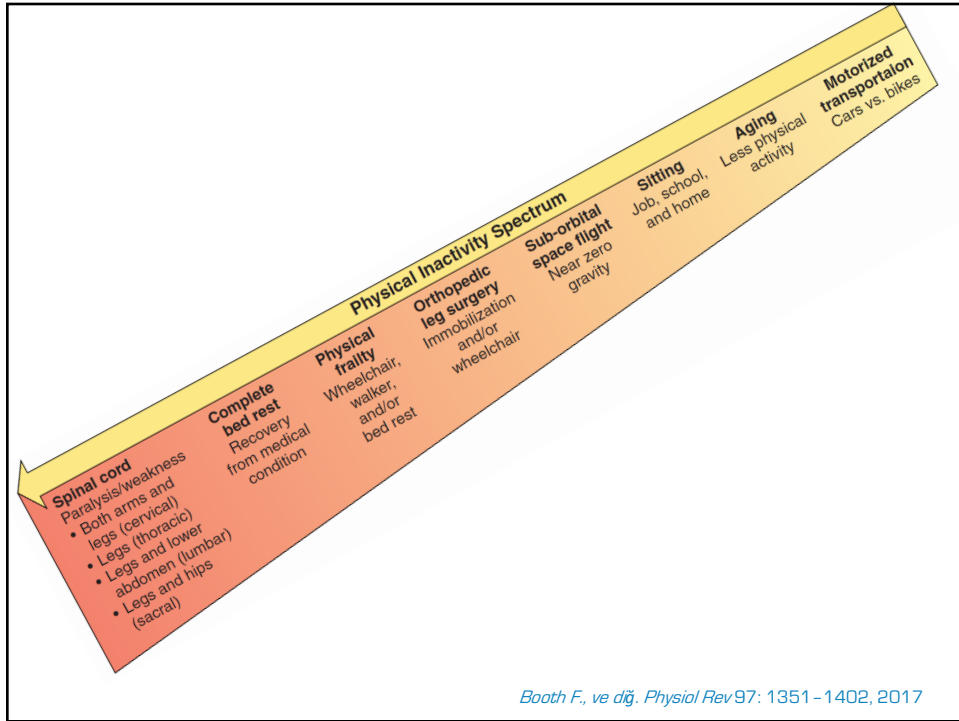 Physical Inactivity Spectrum
Spinal cord
Paralysis/weakness
• Both arms and
legs (cervical)
• Legs (thoracic)
• Legs and lower
abdomen (lumbar)
• Legs and hips
(sacral)
Complete
bed rest
Recovery
from medical
condition
Physical
frailty
Wheelchair,
walker,
and/or
bed rest
Orthopedic
leg surgery
Immobilization
and/or
wheelchair
Sub-orbital
space flight
Near zero
gravity
Sitting
Job, school,
and home
Aging
Less physical
activity
Motorized
transportaion
Cars vs. bikes
Booth F., ve diğ. Physiol Rev 97: 1351–1402, 2017